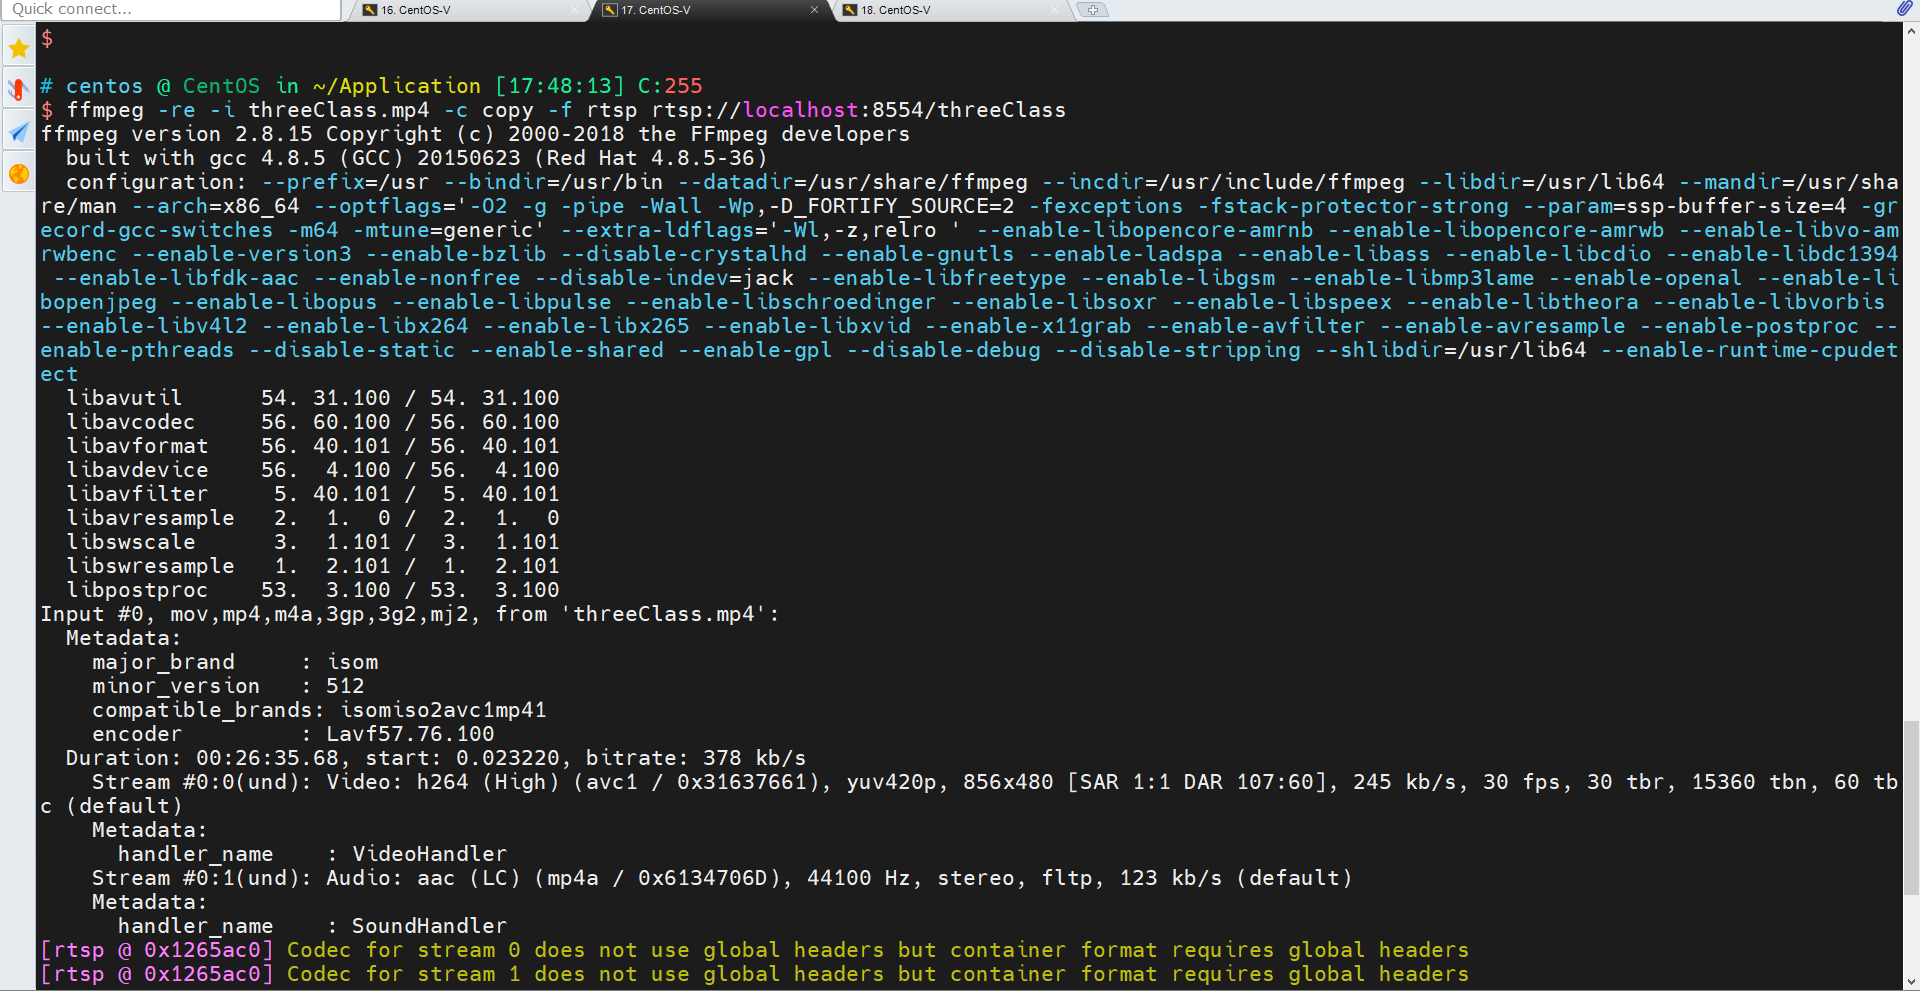 Quick connect...
16. CentOS-V
17. CentOS-V
18. CentOS-V
$
# centos @ CentOS in ~/Application [17:48:13] C:255
$ ffmpeg -re -i threeClass.mp4 -c copy -f rtsp rtsp://localhost:8554/threeClass
ffmpeg version 2.8.15 Copyright (c) 2000-2018 the FFmpeg developers
  built with gcc 4.8.5 (GCC) 20150623 (Red Hat 4.8.5-36)
  configuration: --prefix=/usr --bindir=/usr/bin --datadir=/usr/share/ffmpeg --incdir=/usr/include/ffmpeg --libdir=/usr/lib64 --mandir=/usr/sha
re/man --arch=x86_64 --optflags='-O2 -g -pipe -Wall -Wp,-D_FORTIFY_SOURCE=2 -fexceptions -fstack-protector-strong --param=ssp-buffer-size=4 -gr
ecord-gcc-switches -m64 -mtune=generic' --extra-ldflags='-Wl,-z,relro ' --enable-libopencore-amrnb --enable-libopencore-amrwb --enable-libvo-am
rwbenc --enable-version3 --enable-bzlib --disable-crystalhd --enable-gnutls --enable-ladspa --enable-libass --enable-libcdio --enable-libdc1394
 --enable-libfdk-aac --enable-nonfree --disable-indev=jack --enable-libfreetype --enable-libgsm --enable-libmp3lame --enable-openal --enable-li
bopenjpeg --enable-libopus --enable-libpulse --enable-libschroedinger --enable-libsoxr --enable-libspeex --enable-libtheora --enable-libvorbis
--enable-libv4l2 --enable-libx264 --enable-libx265 --enable-libxvid --enable-x11grab --enable-avfilter --enable-avresample --enable-postproc --
enable-pthreads --disable-static --enable-shared --enable-gpl --disable-debug --disable-stripping --shlibdir=/usr/lib64 --enable-runtime-cpudet
ect
  libavutil      54. 31.100 / 54. 31.100
  libavcodec     56. 60.100 / 56. 60.100
  libavformat    56. 40.101 / 56. 40.101
  libavdevice    56.  4.100 / 56.  4.100
  libavfilter     5. 40.101 /  5. 40.101
  libavresample   2.  1.  0 /  2.  1.  0
  libswscale      3.  1.101 /  3.  1.101
  libswresample   1.  2.101 /  1.  2.101
  libpostproc    53.  3.100 / 53.  3.100
Input #0, mov,mp4,m4a,3gp,3g2,mj2, from 'threeClass.mp4':
  Metadata:
    major_brand     : isom
    minor_version   : 512
    compatible_brands: isomiso2avc1mp41
    encoder         : Lavf57.76.100
  Duration: 00:26:35.68, start: 0.023220, bitrate: 378 kb/s
    Stream #0:0(und): Video: h264 (High) (avc1 / 0x31637661), yuv420p, 856x480 [SAR 1:1 DAR 107:60], 245 kb/s, 30 fps, 30 tbr, 15360 tbn, 60 tb
c (default)
    Metadata:
      handler_name    : VideoHandler
    Stream #0:1(und): Audio: aac (LC) (mp4a / 0x6134706D), 44100 Hz, stereo, fltp, 123 kb/s (default)
    Metadata:
      handler_name    : SoundHandler
[rtsp @ 0x1265ac0] Codec for stream 0 does not use global headers but container format requires global headers
[rtsp @ 0x1265ac0] Codec for stream 1 does not use global headers but container format requires global headers